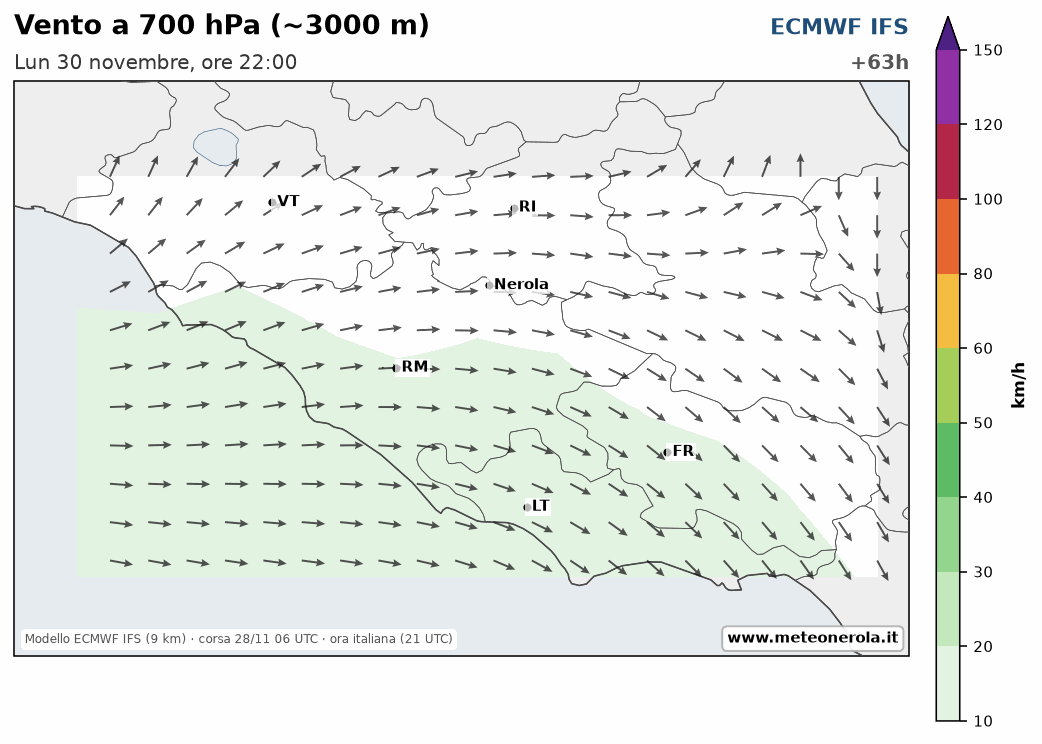 Vento a 700 hPa (~3000 m)
ECMWF IFS
Lun 30 novembre, ore 22:00
+63h
VT
RI
Nerola
RM
FR
LT
150
120
100
80
60
50
40
30
20
10
km/h
Modello ECMWF IFS (9 km) · corsa 28/11 06 UTC · ora italiana (21 UTC)
www.meteonerola.it